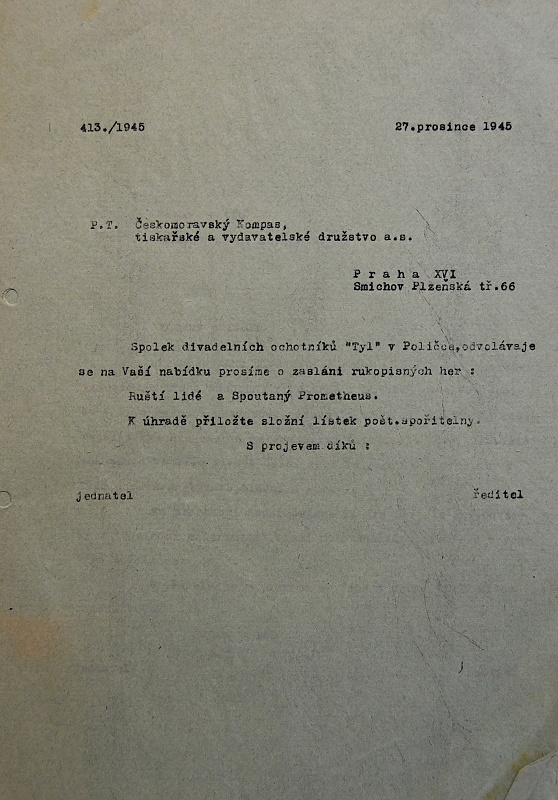 413./1945 27.prosince 1945
P.T. Českomoravský Kompas,
tiskařské a vydavatelské družstvo a.s.
P r a h a XVI
Smichov Plzeňská tř.66
Spolek divadelních ochotníků "Tyl" v Poličce,odvolávaje
se na Vaší nabídku prosíme o zasláni rukopisných her :
Ruští lidé a Spoutaný Prometheus.
K úhradě přiložte složní lístek pošt.spořitelny.
S projevem díků :
jednatel ředitel